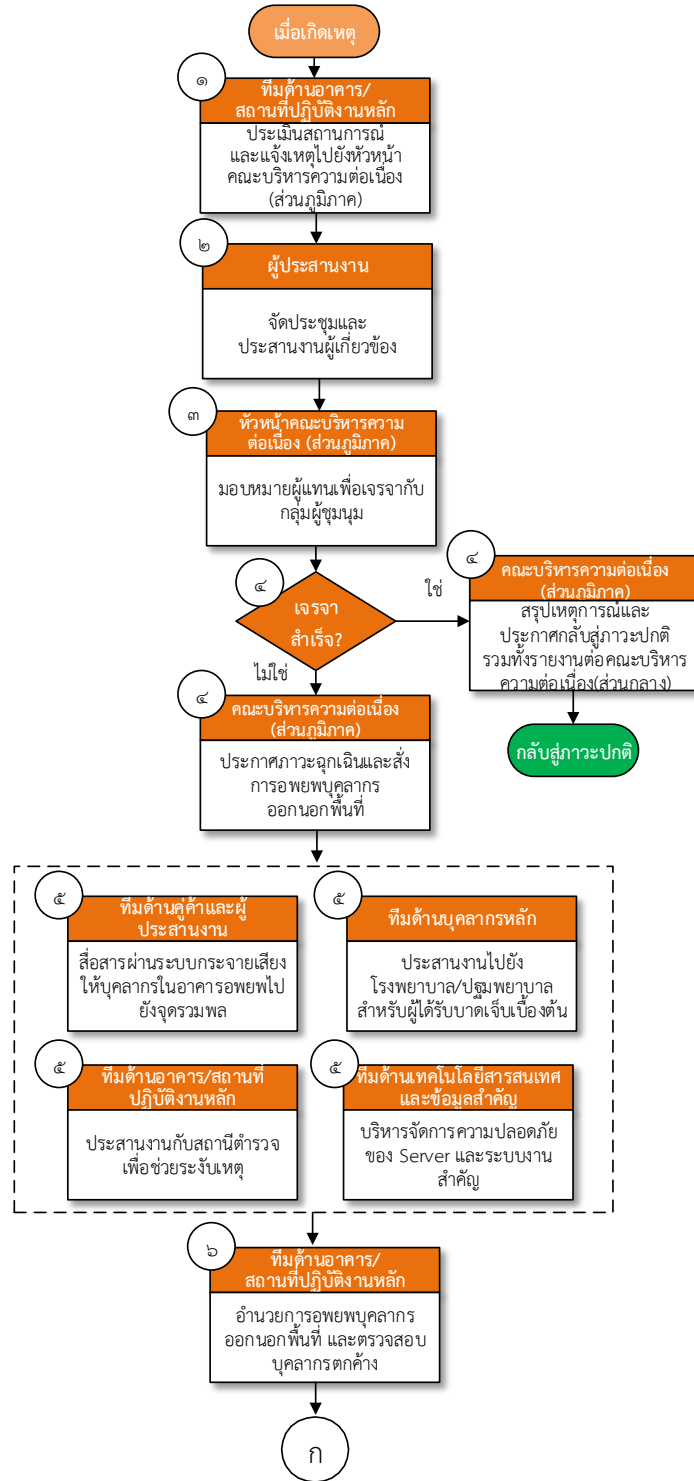 เมื่อเกิดเหตุ
๑
ทีมด้านอาคาร/
สถานที่ปฏิบัติงานหลัก
ประเมินสถานการณ์
และแจ้งเหตุไปยังหัวหน้า
คณะบริหารความต่อเนื่อง
(ส่วนภูมิภาค)
๒
ผู้ประสานงาน
จัดประชุมและ
ประสานงานผู้เกี่ยวข้อง
๓
หัวหน้าคณะบริหารความ
ต่อเนื่อง (ส่วนภูมิภาค)
มอบหมายผู้แทนเพื่อเจรจากับ
กลุ่มผู้ชุมนุม
๔
เจรจา
สำเร็จ?
ใช่
๔
คณะบริหารความต่อเนื่อง
(ส่วนภูมิภาค)
สรุปเหตุการณ์และ
ประกาศกลับสู่ภาวะปกติ
รวมทั้งรายงานต่อคณะบริหาร
ความต่อเนื่อง(ส่วนกลาง)
กลับสู่ภาวะปกติ
ไม่ใช่
๔
คณะบริหารความต่อเนื่อง
(ส่วนภูมิภาค)
ประกาศภาวะฉุกเฉินและสั่ง
การอพยพบุคลากร
ออกนอกพื้นที่
๕
ทีมด้านคู่ค้าและผู้
ประสานงาน
สื่อสารผ่านระบบกระจายเสียง
ให้บุคลากรในอาคารอพยพไป
ยังจุดรวมพล
๕
ทีมด้านบุคลากรหลัก
ประสานงานไปยัง
โรงพยาบาล/ปฐมพยาบาล
สำหรับผู้ได้รับบาดเจ็บเบื้องต้น
๕
ทีมด้านอาคาร/สถานที่
ปฏิบัติงานหลัก
ประสานงานกับสถานีตำรวจ
เพื่อช่วยระงับเหตุ
๕
ทีมด้านเทคโนโลยีสารสนเทศ
และข้อมูลสำคัญ
บริหารจัดการความปลอดภัย
ของ Server และระบบงาน
สำคัญ
๖
ทีมด้านอาคาร/
สถานที่ปฏิบัติงานหลัก
อำนวยการอพยพบุคลากร
ออกนอกพื้นที่ และตรวจสอบ
บุคลากรตกค้าง
ก